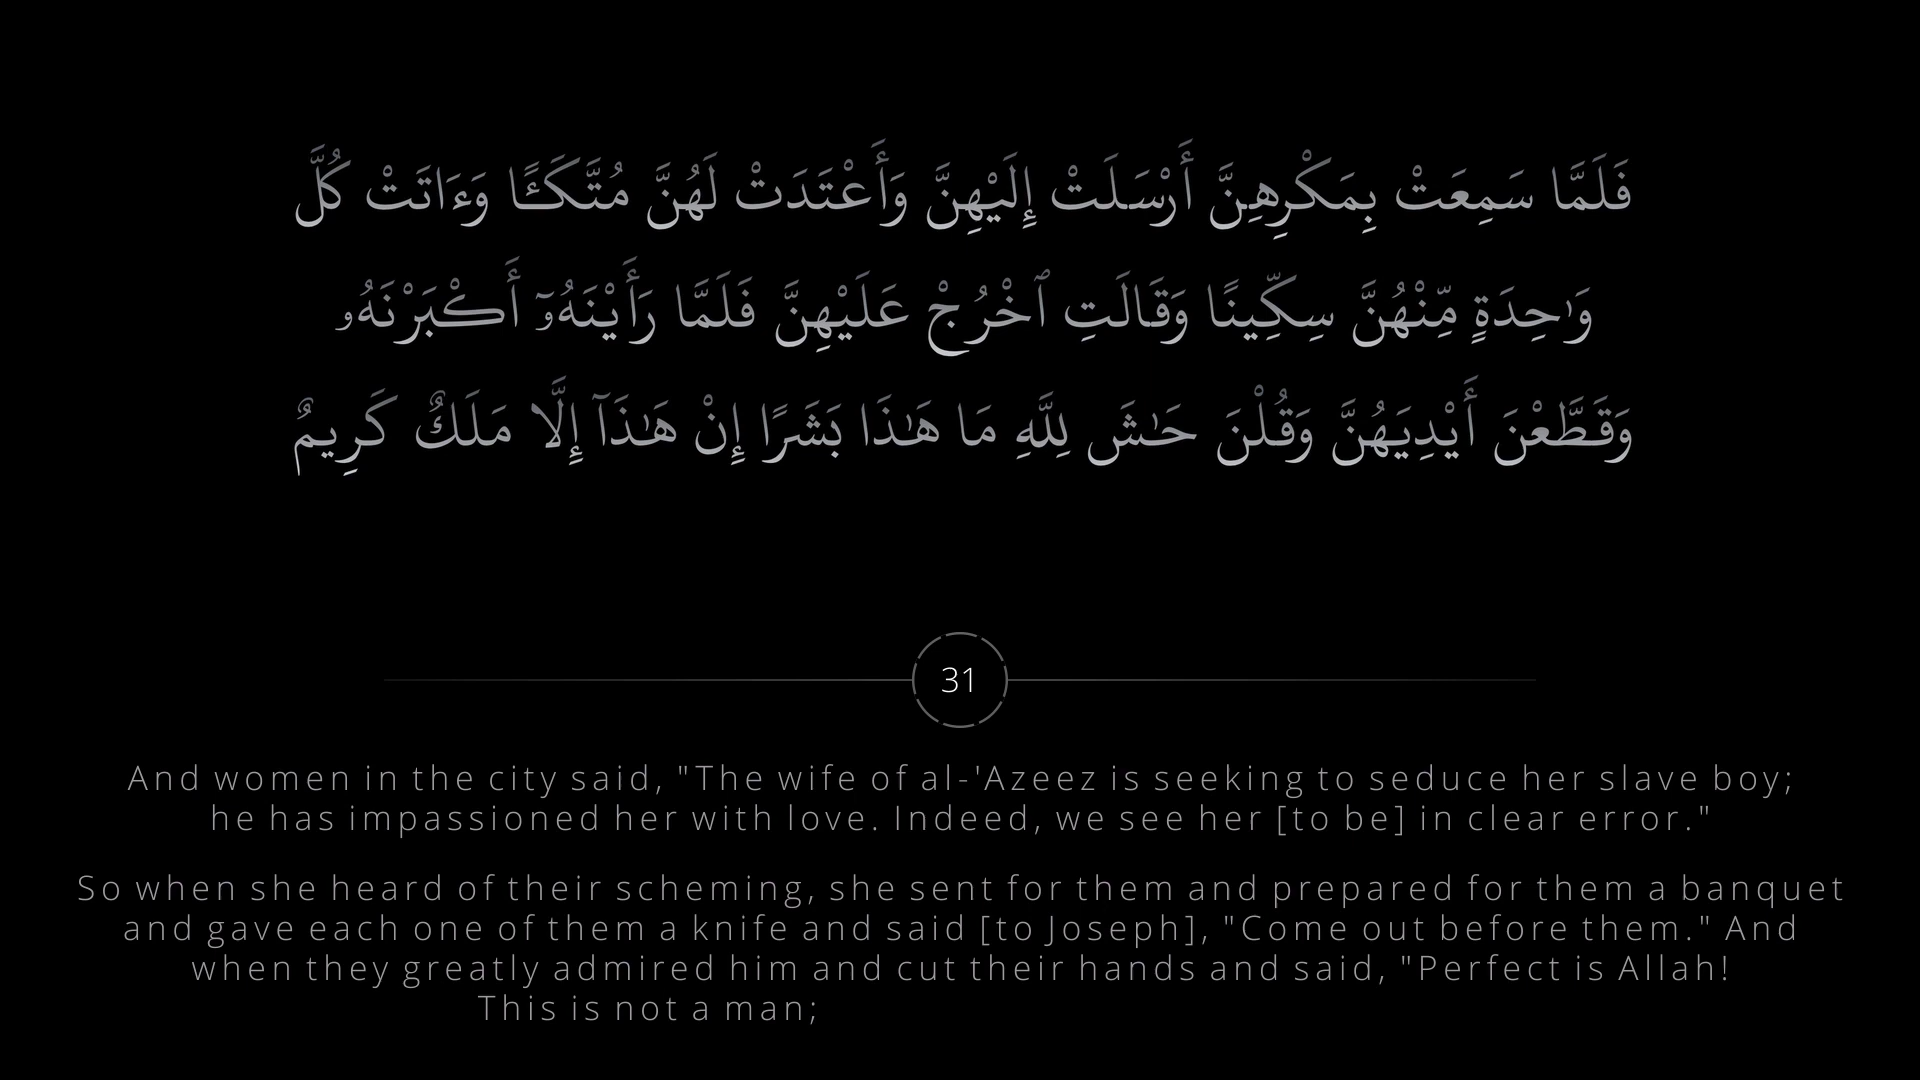 فَلَمَّا سَمِعَتْ بِمَكْرِهِنَّ أَرْسَلَتْ إِلَيْهِنَّ وَأَعْتَدَتْ لَهُنَّ مُتَّكَـًٔا وَءَاتَتْ كُلَّ
وَٰحِدَةٍ مِّنْهُنَّ سِكِّينًا وَقَالَتِ ٱخْرُجْ عَلَيْهِنَّ فَلَمَّا رَأَيْنَهُۥٓ أَكْبَرْنَهُۥ
وَقَطَّعْنَ أَيْدِيَهُنَّ وَقُلْنَ حَـٰشَ لِلَّهِ مَا هَـٰذَا بَشَرًا إِنْ هَـٰذَآ إِلَّا مَلَكٌ كَرِيمٌ
31
And women in the city said, "The wife of al-'Azeez is seeking to seduce her slave boy;
he has impassioned her with love. Indeed, we see her [to be] in clear error."
So when she heard of their scheming, she sent for them and prepared for them a banquet
and gave each one of them a knife and said [to Joseph], "Come out before them." And
when they greatly admired him and cut their hands and said, "Perfect is Allah!
This is not a man;